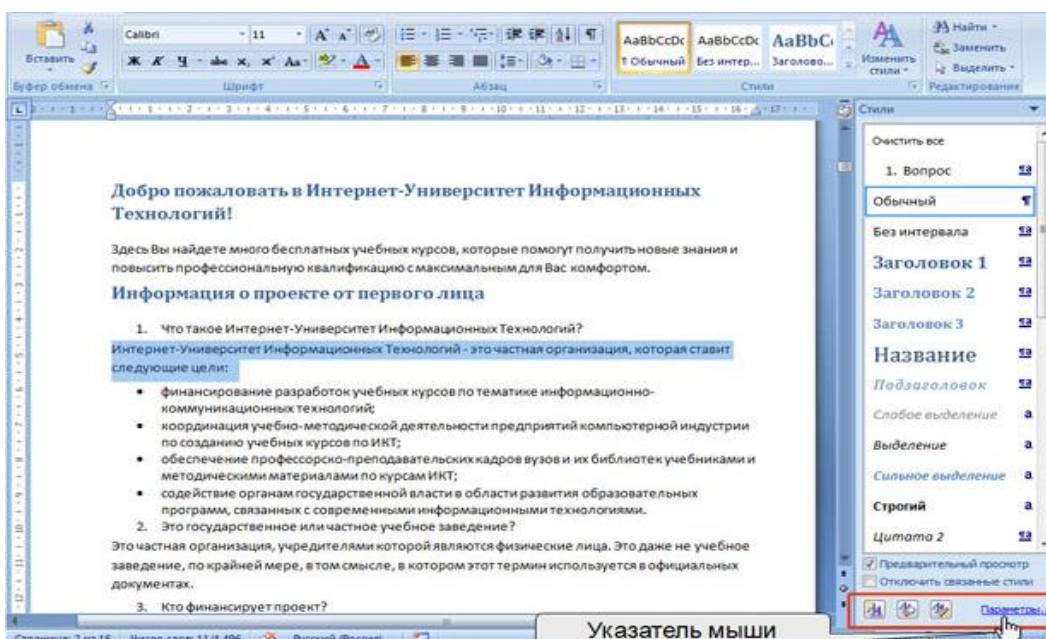 Calibri 11
Вставить
Ж К Ч abc x, x' Aa
Буфер обмена Шрифт Абзац Стили Редактирование
AaBbCcDc AaBbCcDc AaBbCc
¶ Обычный Без интер... Заголово...
Изменить стили
Найти
Заменить
Выделить
Добро пожаловать в Интернет-Университет Информационных
Технологий!
Здесь Вы найдете много бесплатных учебных курсов, которые помогут получить новые знания и
повысить профессиональную квалификацию с максимальным для Вас комфортом.
Информация о проекте от первого лица
1. Что такое Интернет-Университет Информационных Технологий?
Интернет-Университет Информационных Технологий - это частная организация, которая ставит
следующие цели:
• финансирование разработок учебных курсов по тематике информационно-
коммуникационных технологий;
• координация учебно-методической деятельности предприятий компьютерной индустрии
по созданию учебных курсов по ИКТ;
• обеспечение профессорско-преподавательских кадров вузов и их библиотек учебниками и
методическими материалами по курсам ИКТ;
• содействие органам государственной власти в области развития образовательных
программ, связанных с современными информационными технологиями.
2. Это государственное или частное учебное заведение?
Это частная организация, учредителями которой являются физические лица. Это даже не учебное
заведение, по крайней мере, в том смысле, в котором этот термин используется в официальных
документах.
3. Кто финансирует проект?
Стили
Очистить все
1. Вопрос
Обычный
Без интервала
Заголовок 1
Заголовок 2
Заголовок 3
Название
Подзаголовок
Слабое выделение
Выделение
Сильное выделение
Строгий
Цитата 2
Предварительный просмотр
Отключить связанные стили
Параметры...
Указатель мыши